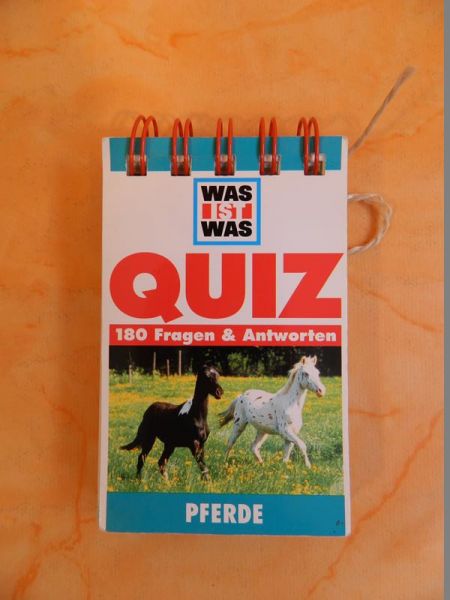 WAS
IST
WAS
QUIZ
180 Fragen & Antworten
PFERDE